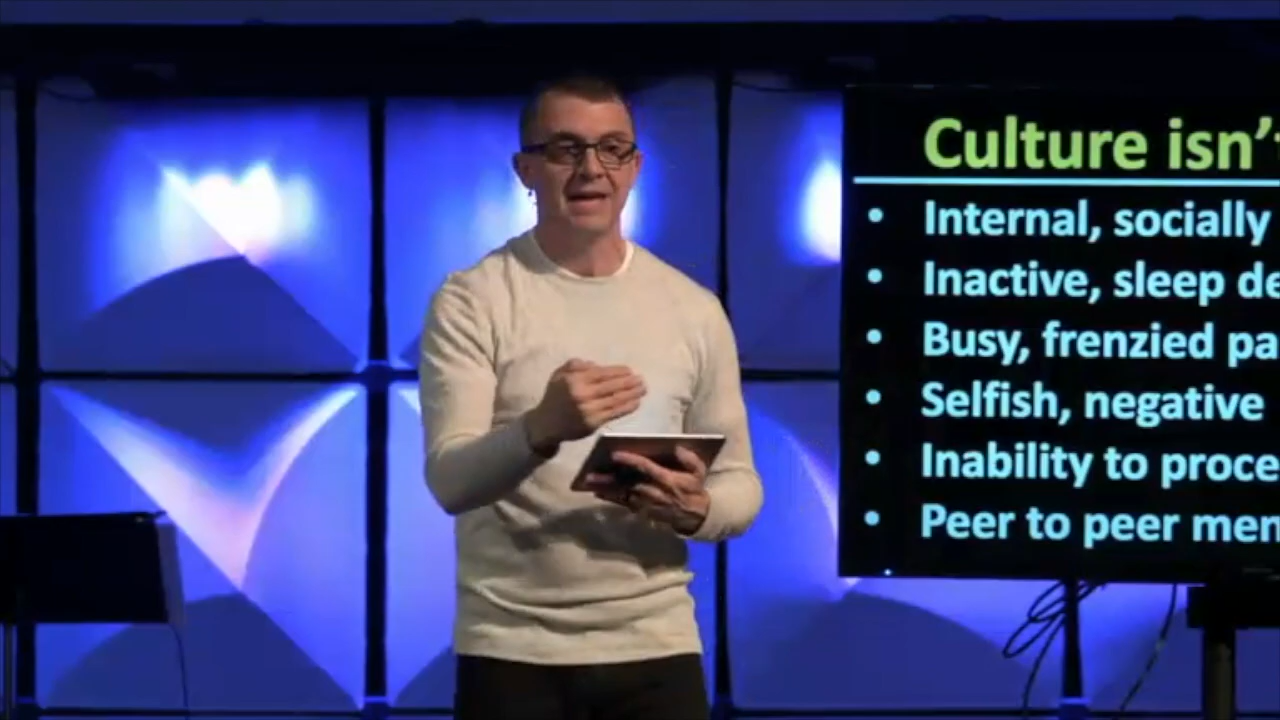 Culture isn'
• Internal, socially
• Inactive, sleep de
• Busy, frenzied pa
• Selfish, negative
• Inability to proce
• Peer to peer men